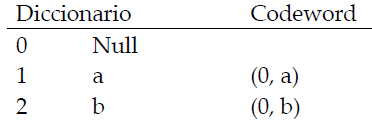 Diccionario Codeword
0 Null
1 a (0, a)
2 b (0, b)